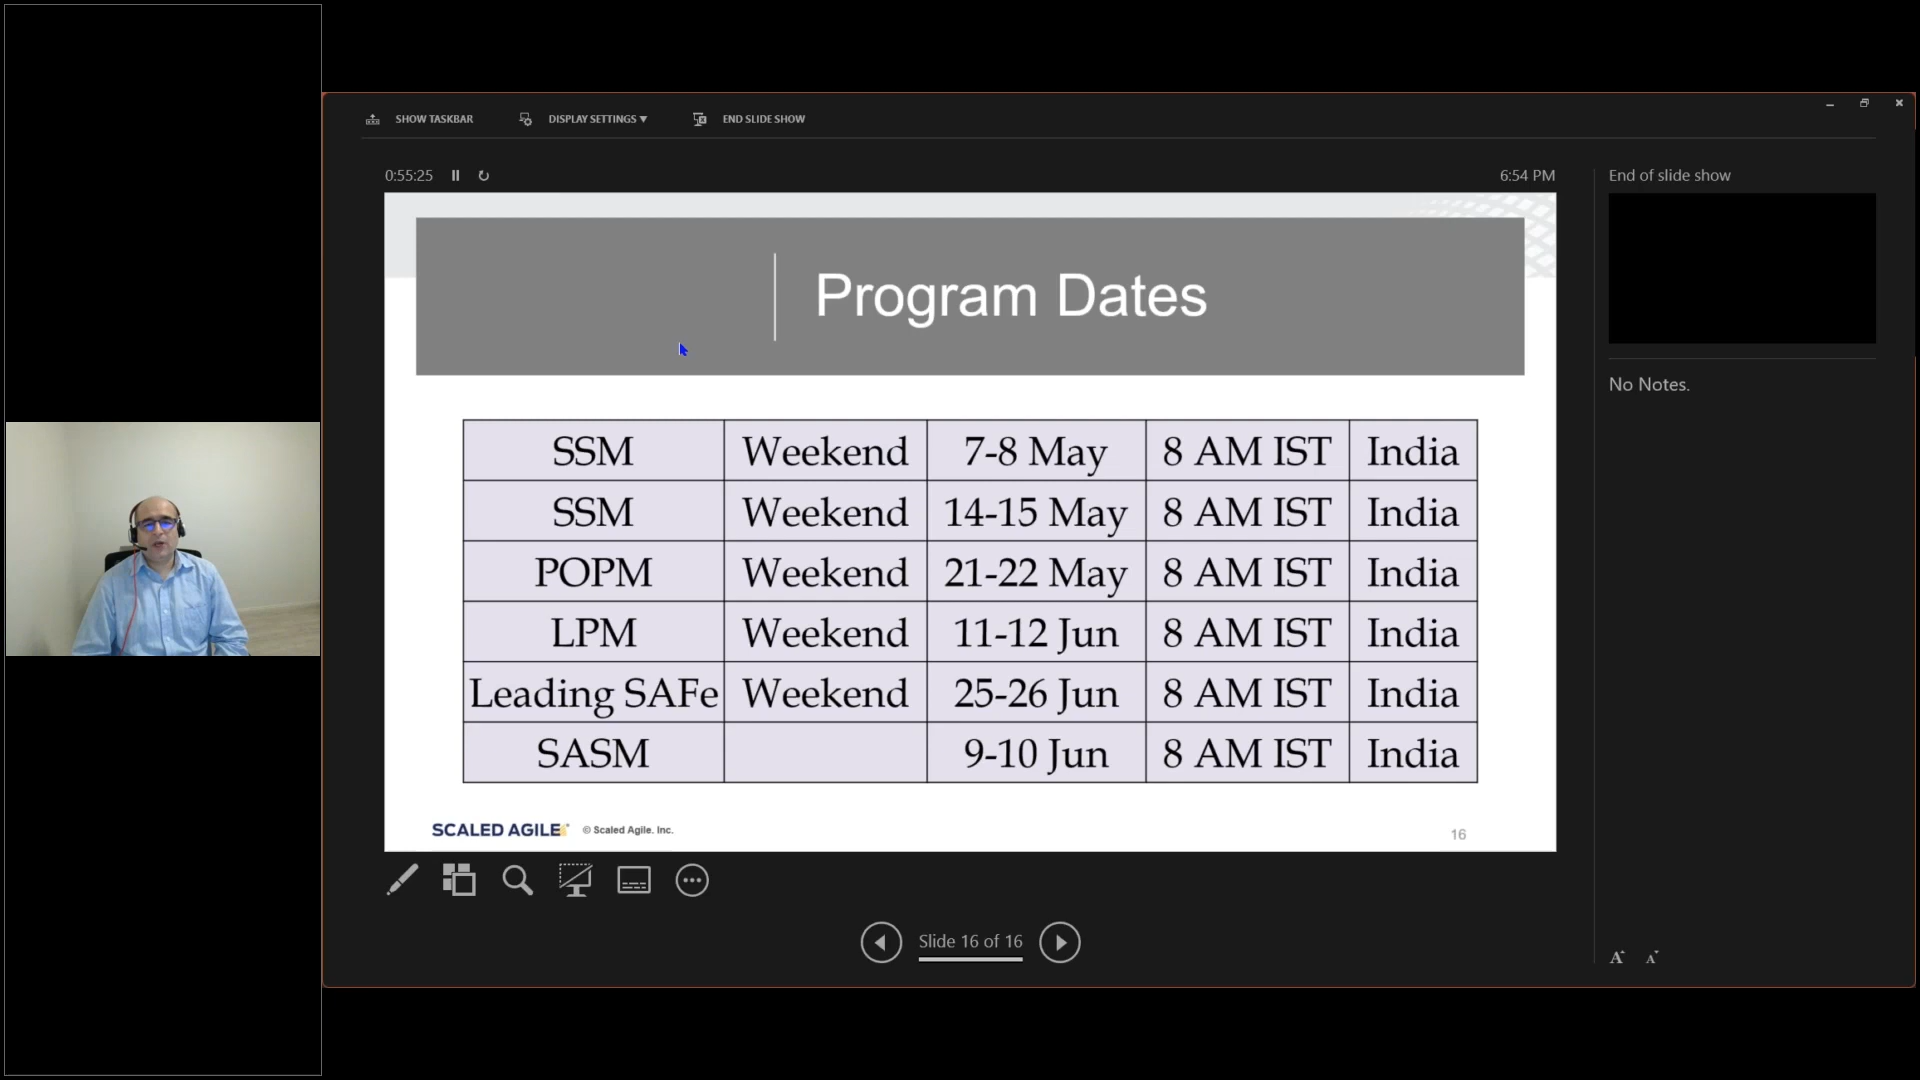 SHOW TASKBAR DISPLAY SETTINGS ▾ END SLIDE SHOW
0:55:25 6:54 PM
End of slide show
Program Dates
No Notes.
SSM Weekend 7-8 May 8 AM IST India
SSM Weekend 14-15 May 8 AM IST India
POPM Weekend 21-22 May 8 AM IST India
LPM Weekend 11-12 Jun 8 AM IST India
Leading SAFe Weekend 25-26 Jun 8 AM IST India
SASM 9-10 Jun 8 AM IST India
SCALED AGILE © Scaled Agile. Inc.
16
Slide 16 of 16
A A